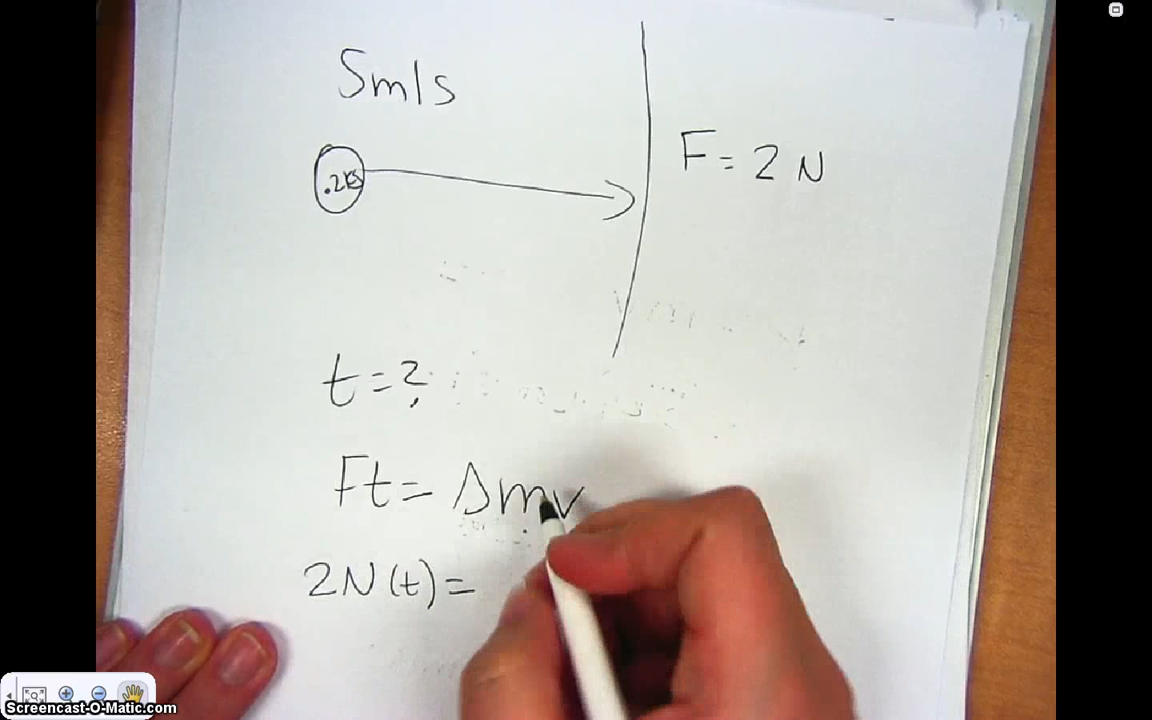 5m/s
.2KG
F = 2 N
t = ?
Ft = Δmv
2N (t) =
Screencast-O-Matic.com